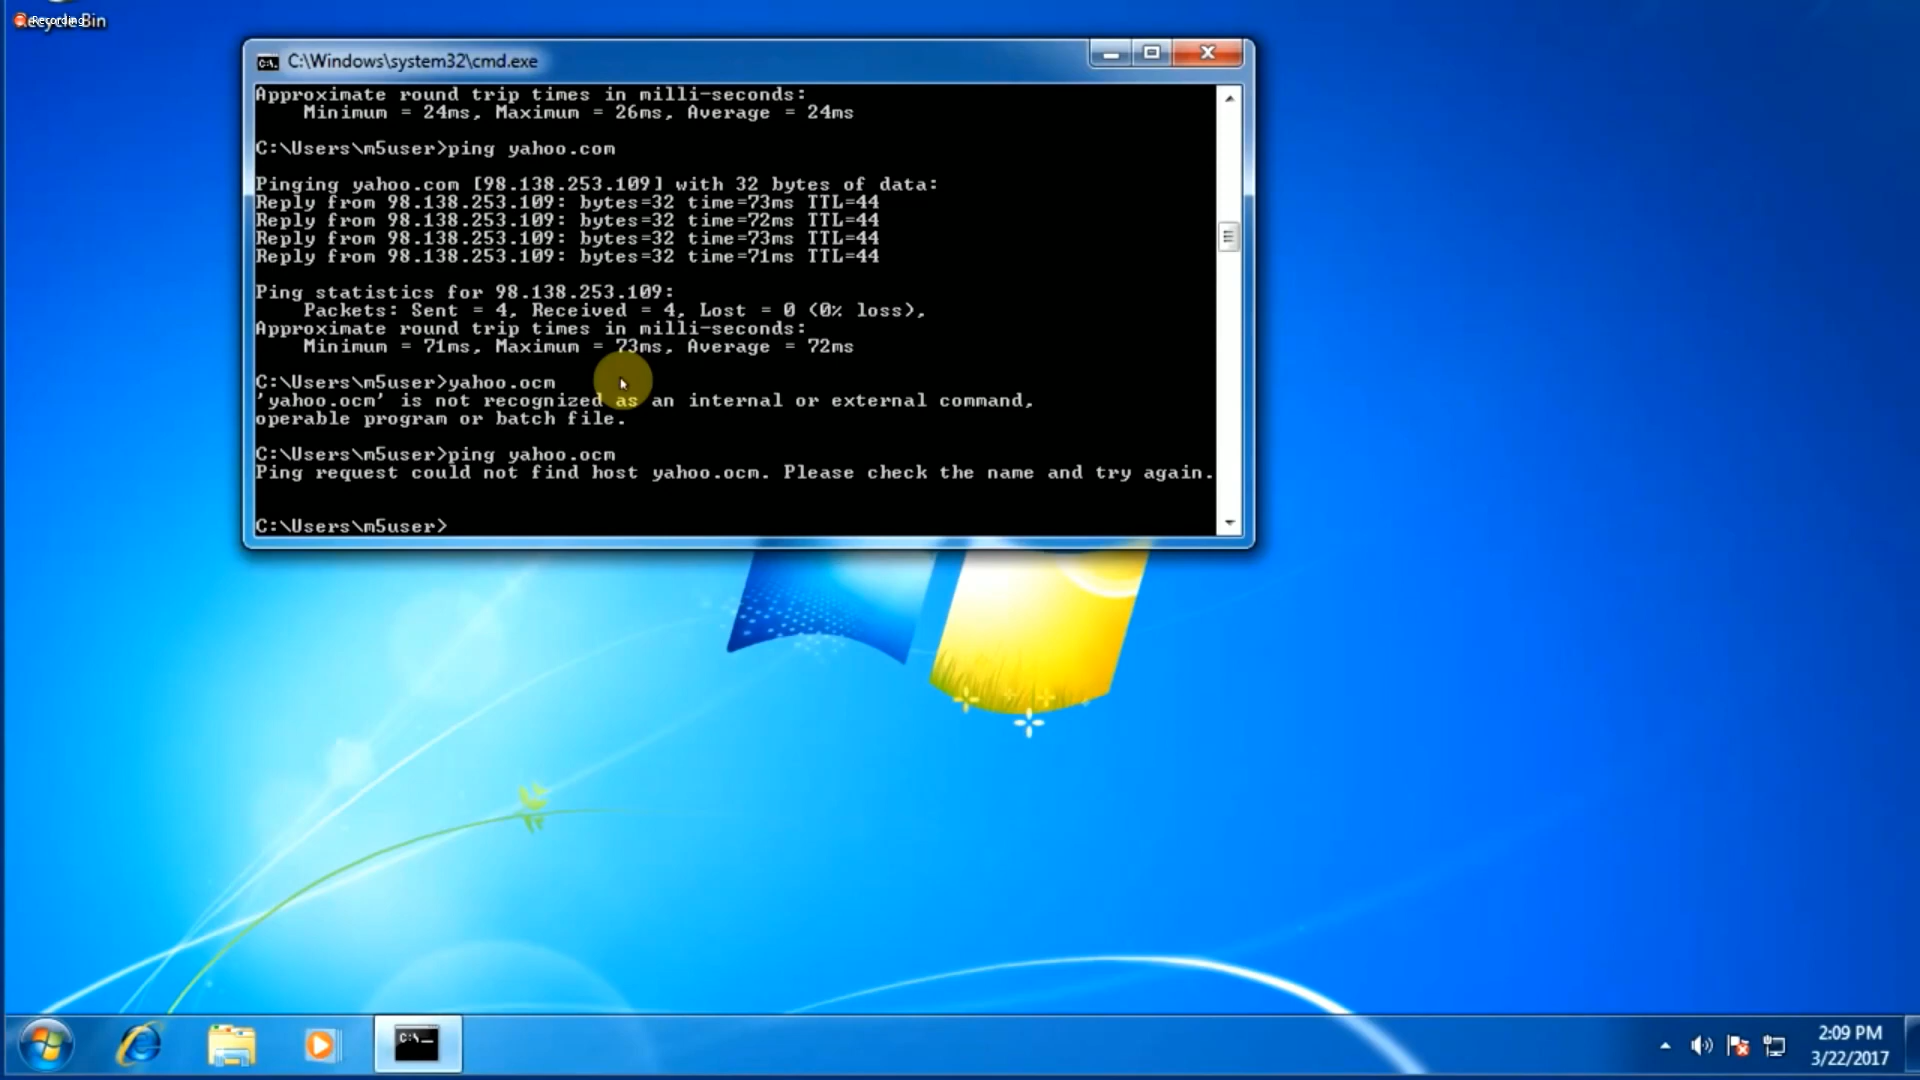 Recording
Recycle Bin
C:\Windows\system32\cmd.exe
Approximate round trip times in milli-seconds:
    Minimum = 24ms, Maximum = 26ms, Average = 24ms
C:\Users\m5user>ping yahoo.com
Pinging yahoo.com [98.138.253.109] with 32 bytes of data:
Reply from 98.138.253.109: bytes=32 time=73ms TTL=44
Reply from 98.138.253.109: bytes=32 time=72ms TTL=44
Reply from 98.138.253.109: bytes=32 time=73ms TTL=44
Reply from 98.138.253.109: bytes=32 time=71ms TTL=44
Ping statistics for 98.138.253.109:
    Packets: Sent = 4, Received = 4, Lost = 0 (0% loss),
Approximate round trip times in milli-seconds:
    Minimum = 71ms, Maximum = 73ms, Average = 72ms
C:\Users\m5user>yahoo.ocm
'yahoo.ocm' is not recognized as an internal or external command,
operable program or batch file.
C:\Users\m5user>ping yahoo.ocm
Ping request could not find host yahoo.ocm. Please check the name and try again.
C:\Users\m5user>
2:09 PM
3/22/2017